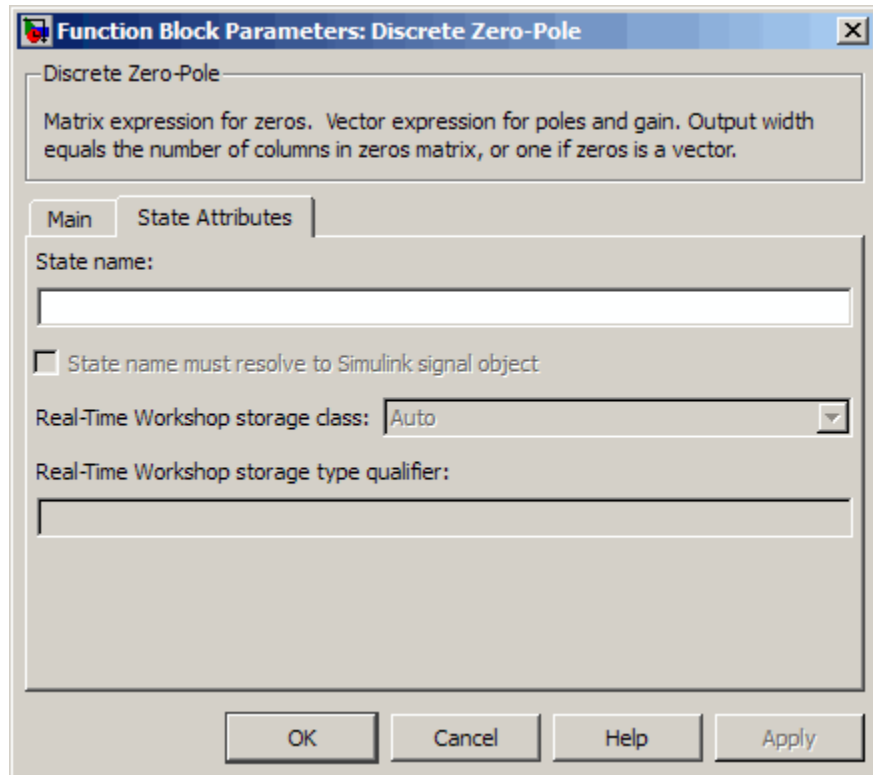 Function Block Parameters: Discrete Zero-Pole
Discrete Zero-Pole
Matrix expression for zeros.  Vector expression for poles and gain. Output width
equals the number of columns in zeros matrix, or one if zeros is a vector.
Main State Attributes
State name:
State name must resolve to Simulink signal object
Real-Time Workshop storage class: Auto
Real-Time Workshop storage type qualifier:
OK Cancel Help Apply